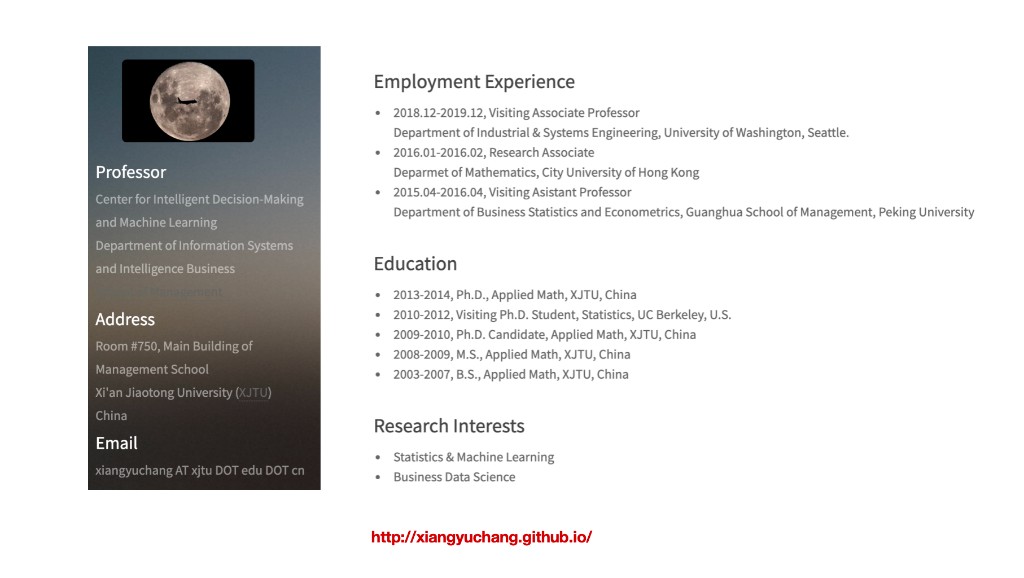 Professor
Center for Intelligent Decision-Making
and Machine Learning
Department of Information Systems
and Intelligence Business
Management
Address
Room #750, Main Building of
Management School
Xi'an Jiaotong University (XJTU)
China
Email
xiangyuchang AT xjtu DOT edu DOT cn
Employment Experience
• 2018.12-2019.12, Visiting Associate Professor
Department of Industrial & Systems Engineering, University of Washington, Seattle.
• 2016.01-2016.02, Research Associate
Deparmet of Mathematics, City University of Hong Kong
• 2015.04-2016.04, Visiting Asistant Professor
Department of Business Statistics and Econometrics, Guanghua School of Management, Peking University
Education
• 2013-2014, Ph.D., Applied Math, XJTU, China
• 2010-2012, Visiting Ph.D. Student, Statistics, UC Berkeley, U.S.
• 2009-2010, Ph.D. Candidate, Applied Math, XJTU, China
• 2008-2009, M.S., Applied Math, XJTU, China
• 2003-2007, B.S., Applied Math, XJTU, China
Research Interests
• Statistics & Machine Learning
• Business Data Science
http://xiangyuchang.github.io/